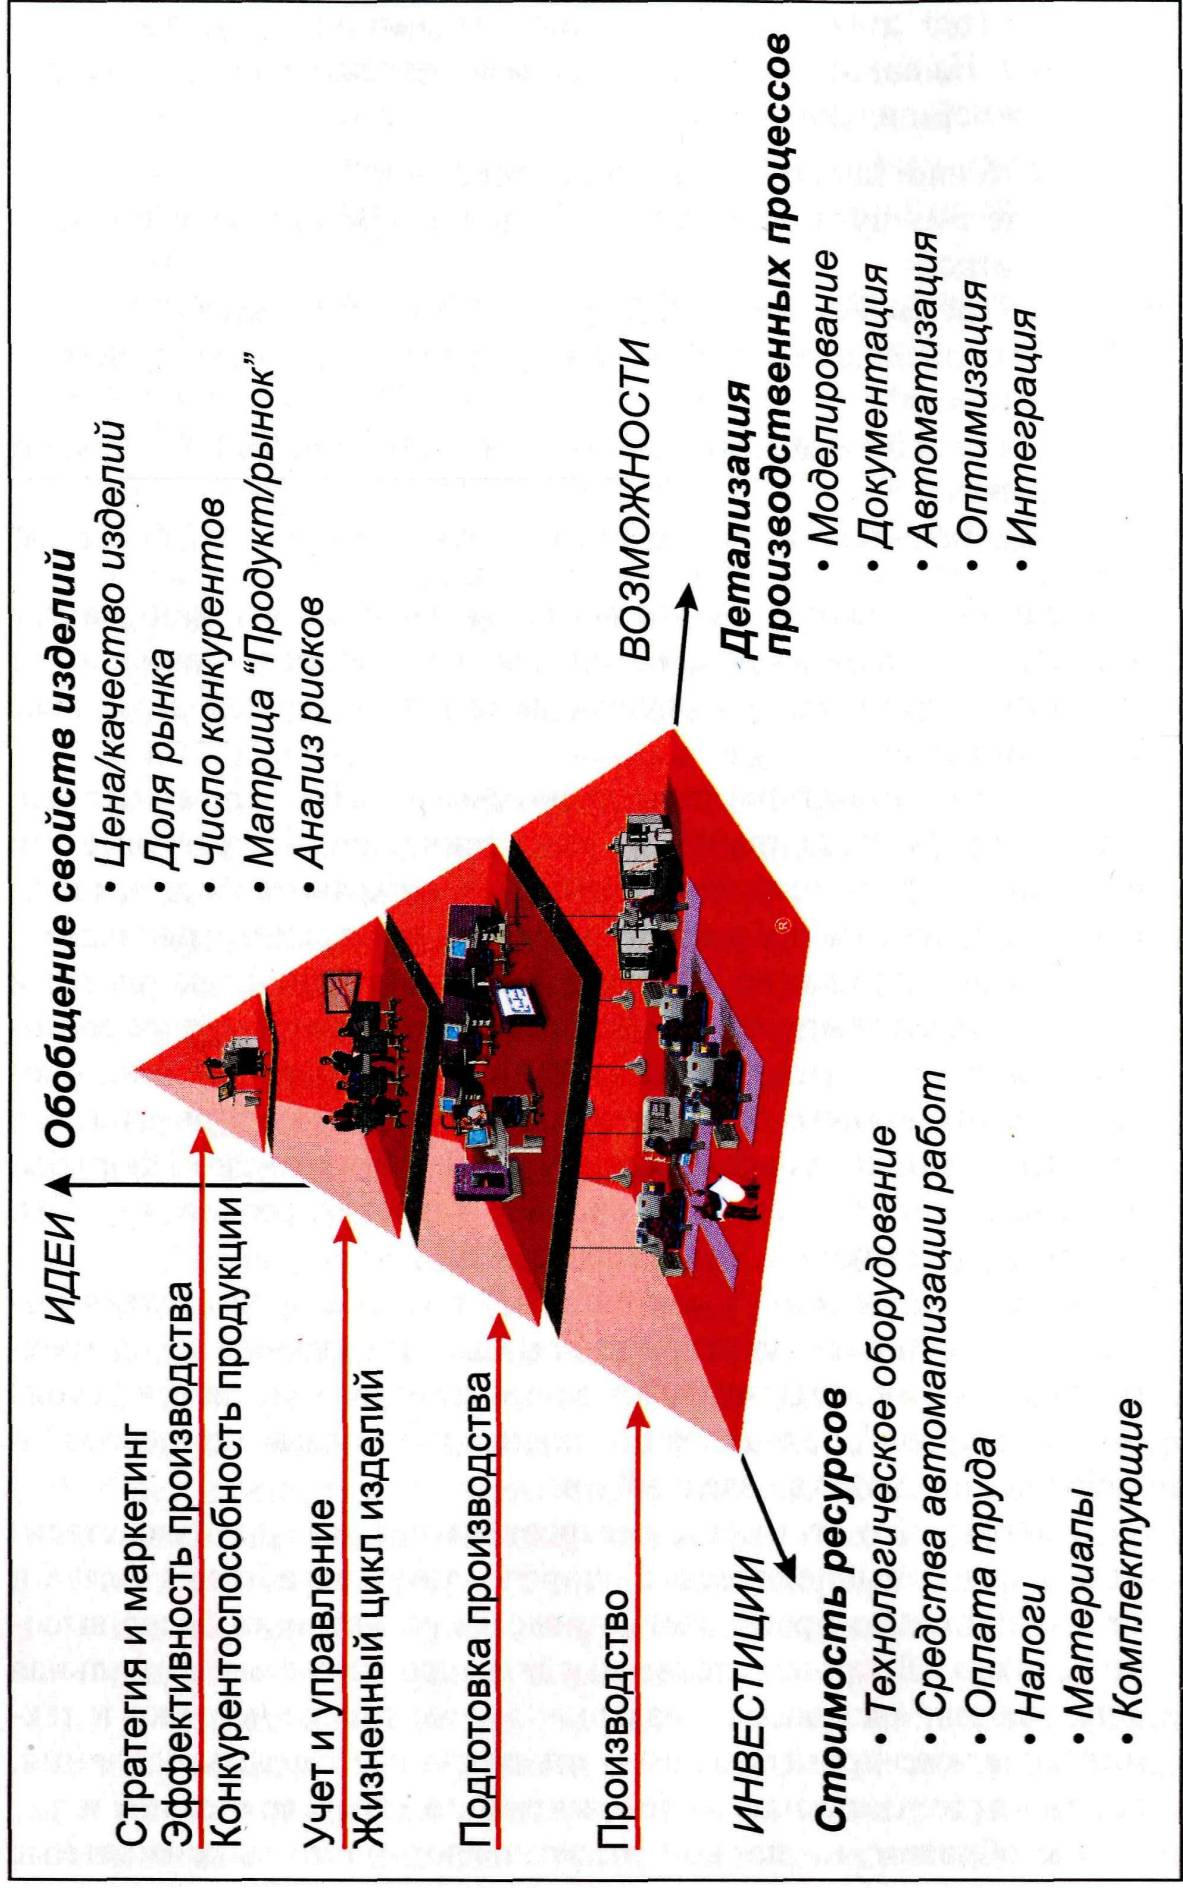 ИДЕИ
Обобщение свойств изделий
• Цена/качество изделий
• Доля рынка
• Число конкурентов
• Матрица “Продукт/рынок”
• Анализ рисков
Стратегия и маркетинг
Эффективность производства
Конкурентоспособность продукции
Учет и управление
Жизненный цикл изделий
Подготовка производства
Производство
®
ВОЗМОЖНОСТИ
Детализация
производственных процессов
• Моделирование
• Документация
• Автоматизация
• Оптимизация
• Интеграция
ИНВЕСТИЦИИ
Стоимость ресурсов
• Технологическое оборудование
• Средства автоматизации работ
• Оплата труда
• Налоги
• Материалы
• Комплектующие